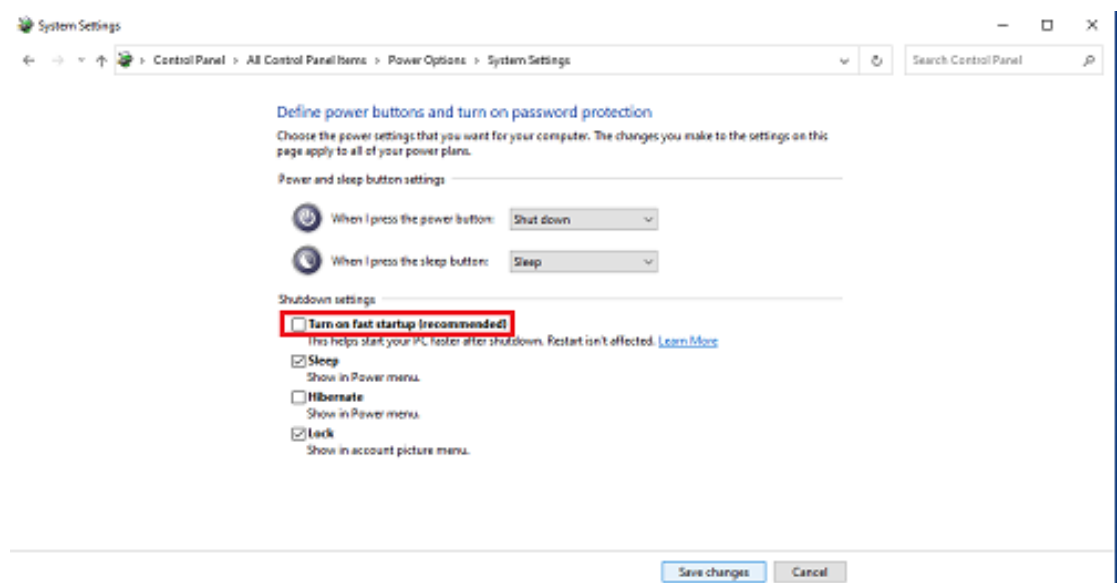 System Settings
Control Panel > All Control Panel Items > Power Options > System Settings
Search Control Panel
Define power buttons and turn on password protection
Choose the power settings that you want for your computer. The changes you make to the settings on this
page apply to all of your power plans.
Power and sleep button settings
When I press the power button: Shut down
When I press the sleep button: Sleep
Shutdown settings
Turn on fast startup (recommended)
This helps start your PC faster after shutdown. Restart isn't affected. Learn More
Sleep
Show in Power menu.
Hibernate
Show in Power menu.
Lock
Show in account picture menu.
Save changes Cancel